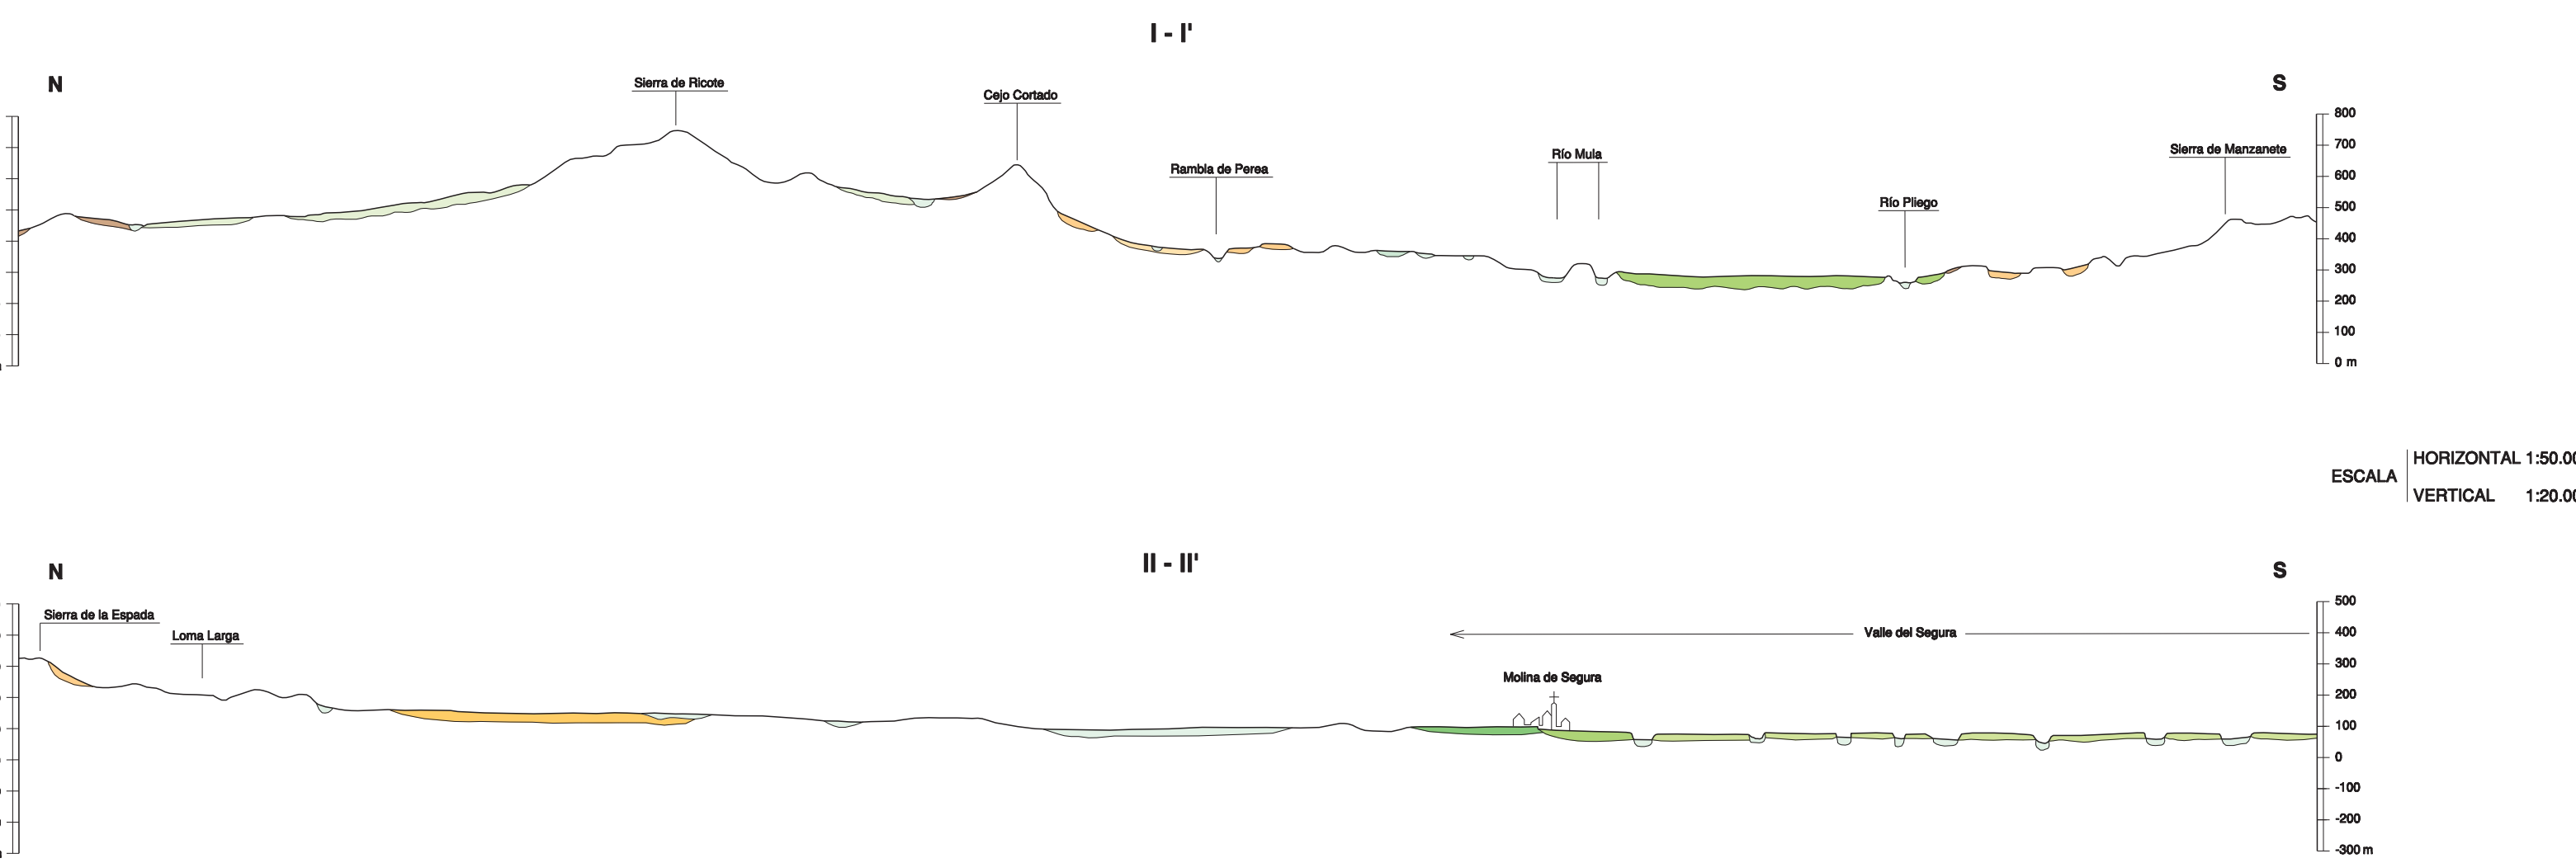 I - I'
N
S
Sierra de Ricote
Cejo Cortado
Rambla de Perea
Río Mula
Río Pliego
Sierra de Manzanete
800
700
600
500
400
300
200
100
0 m
ESCALA
HORIZONTAL 1:50.00
VERTICAL 1:20.00
II - II'
N
S
Sierra de la Espada
Loma Larga
Molina de Segura
Valle del Segura
500
400
300
200
100
0
-100
-200
-300 m